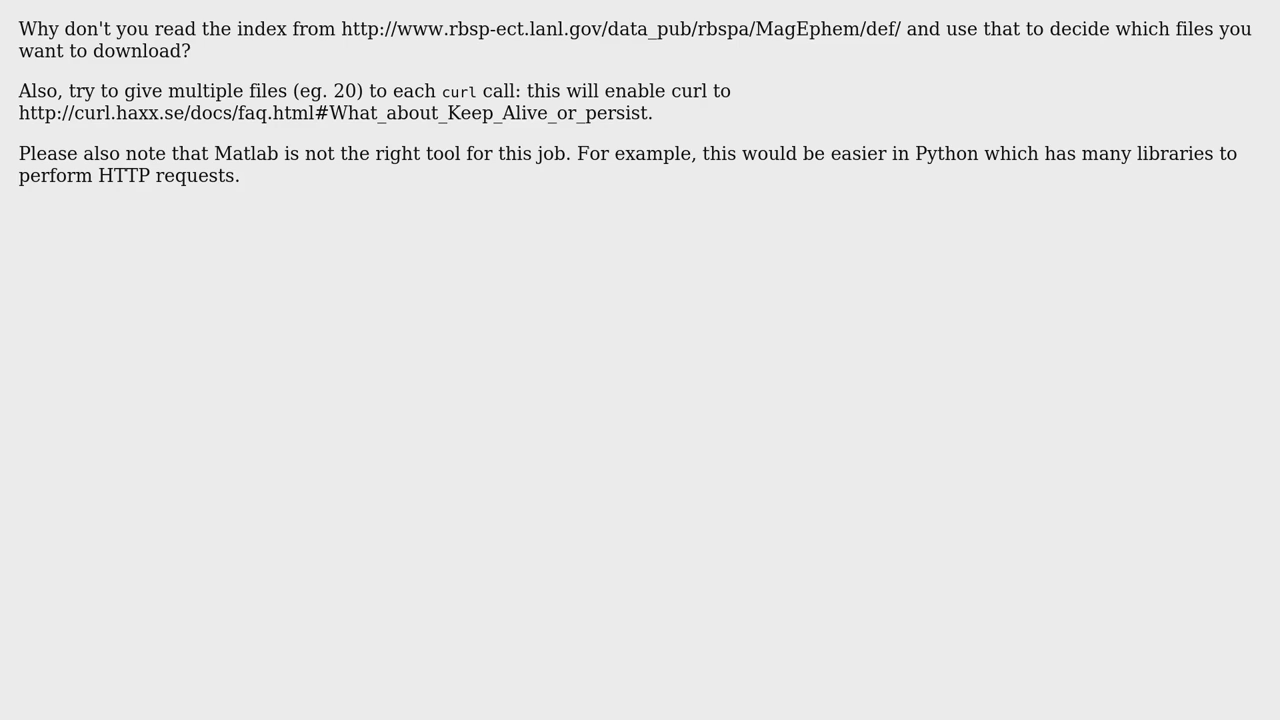 Why don't you read the index from http://www.rbsp-ect.lanl.gov/data_pub/rbspa/MagEphem/def/ and use that to decide which files you
want to download?
Also, try to give multiple files (eg. 20) to each curl call: this will enable curl to
http://curl.haxx.se/docs/faq.html#What_about_Keep_Alive_or_persist.
Please also note that Matlab is not the right tool for this job. For example, this would be easier in Python which has many libraries to
perform HTTP requests.